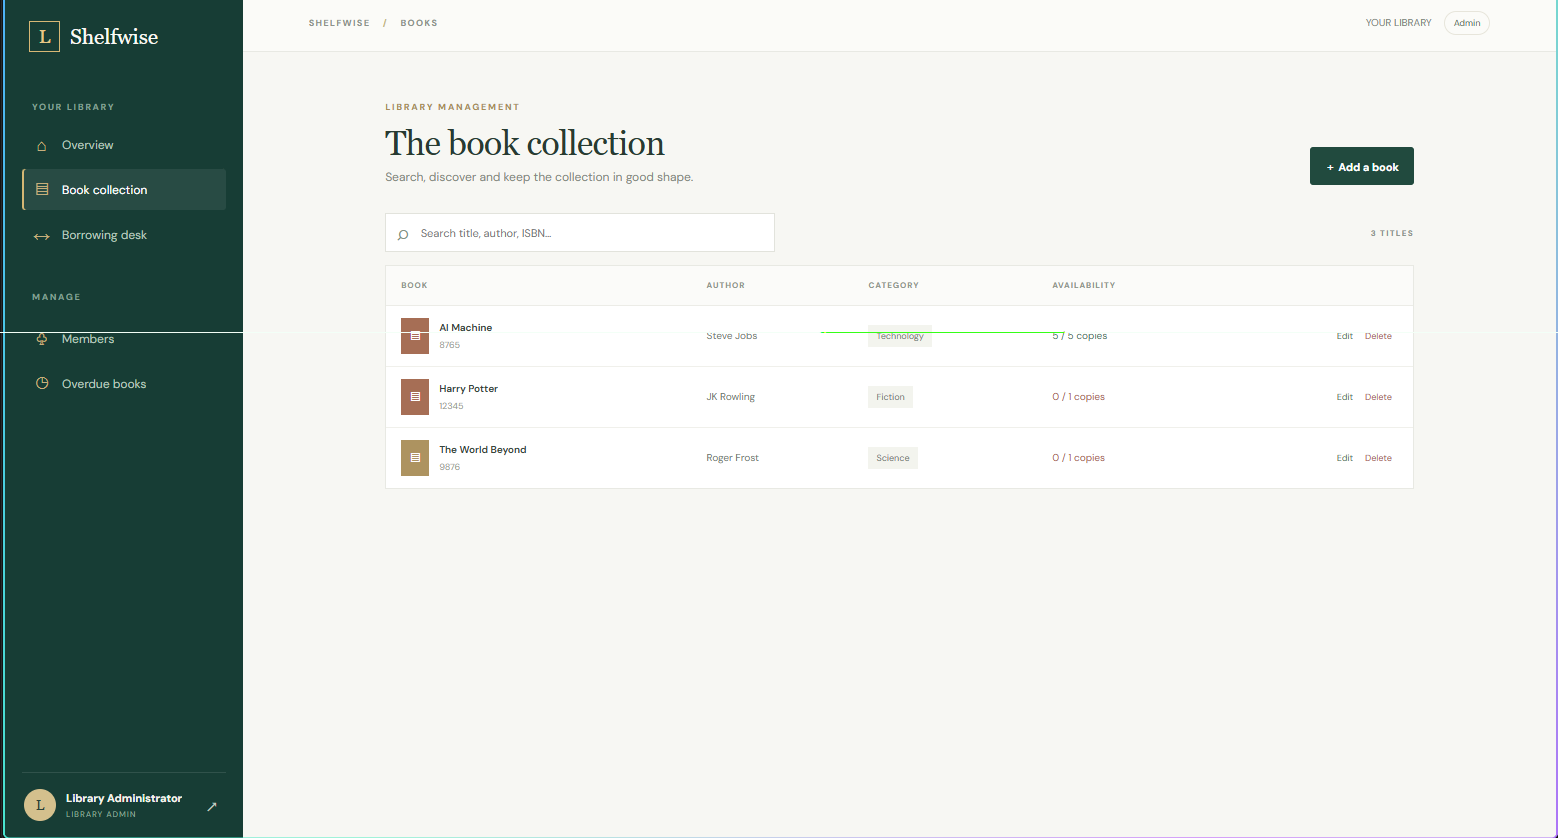 L Shelfwise
YOUR LIBRARY
Overview
Book collection
Borrowing desk
MANAGE
Members
Overdue books
L
Library Administrator
LIBRARY ADMIN
SHELFWISE / BOOKS
YOUR LIBRARY Admin
LIBRARY MANAGEMENT
The book collection
Search, discover and keep the collection in good shape.
+ Add a book
Search title, author, ISBN...
3 TITLES
BOOK AUTHOR CATEGORY AVAILABILITY
AI Machine
8765
Steve Jobs Technology 5 / 5 copies Edit Delete
Harry Potter
12345
JK Rowling Fiction 0 / 1 copies Edit Delete
The World Beyond
9876
Roger Frost Science 0 / 1 copies Edit Delete